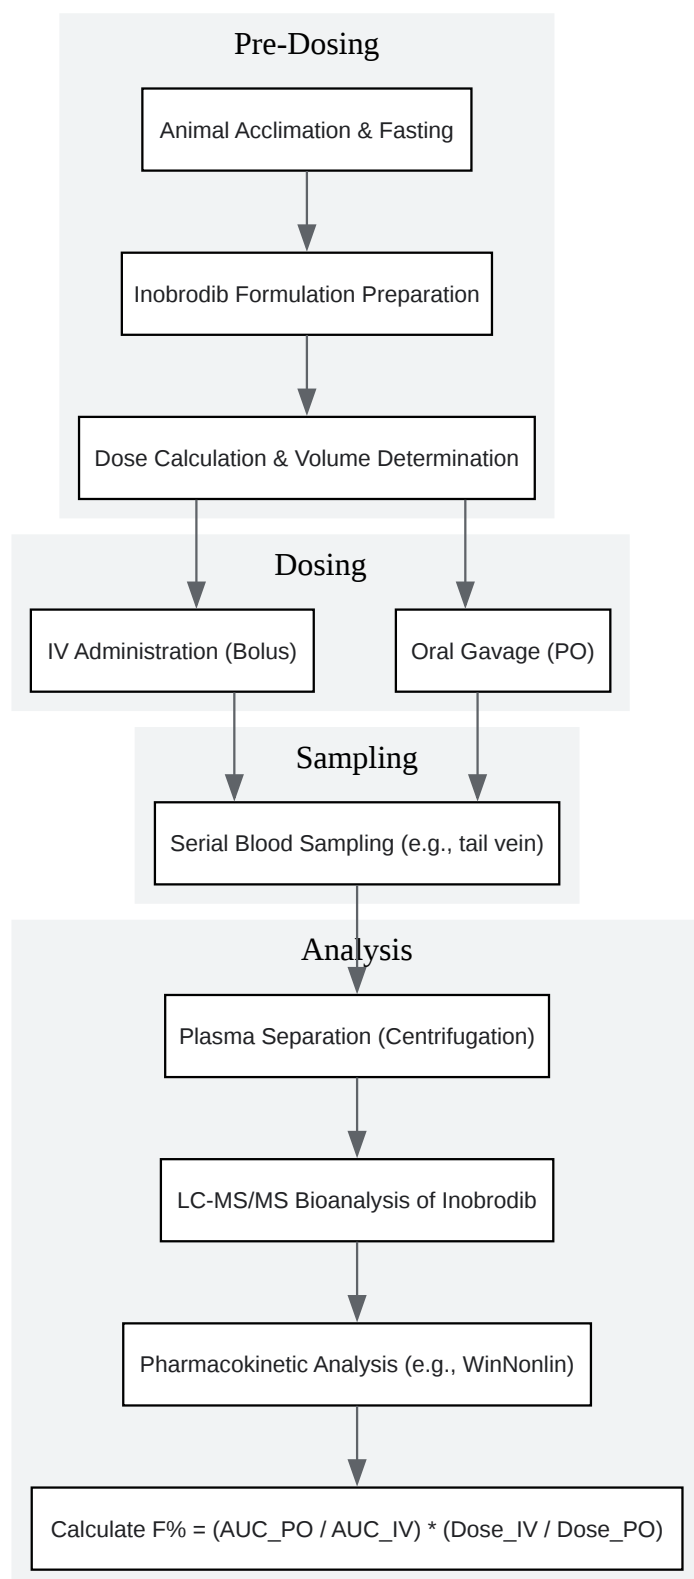 Pre-Dosing
Animal Acclimation & Fasting
Inobrodib Formulation Preparation
Dose Calculation & Volume Determination
Dosing
IV Administration (Bolus)
Oral Gavage (PO)
Sampling
Serial Blood Sampling (e.g., tail vein)
Analysis
Plasma Separation (Centrifugation)
LC-MS/MS Bioanalysis of Inobrodib
Pharmacokinetic Analysis (e.g., WinNonlin)
Calculate F% = (AUC_PO / AUC_IV) * (Dose_IV / Dose_PO)